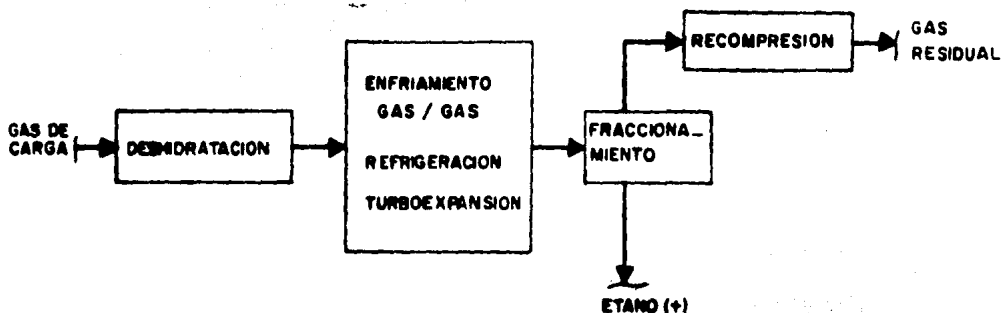 GAS DE
CARGA
DESHIDRATACION
ENFRIAMIENTO
GAS / GAS
REFRIGERACION
TURBOEXPANSION
FRACCIONA_
MIENTO
RECOMPRESION
GAS
RESIDUAL
ETANO (+)